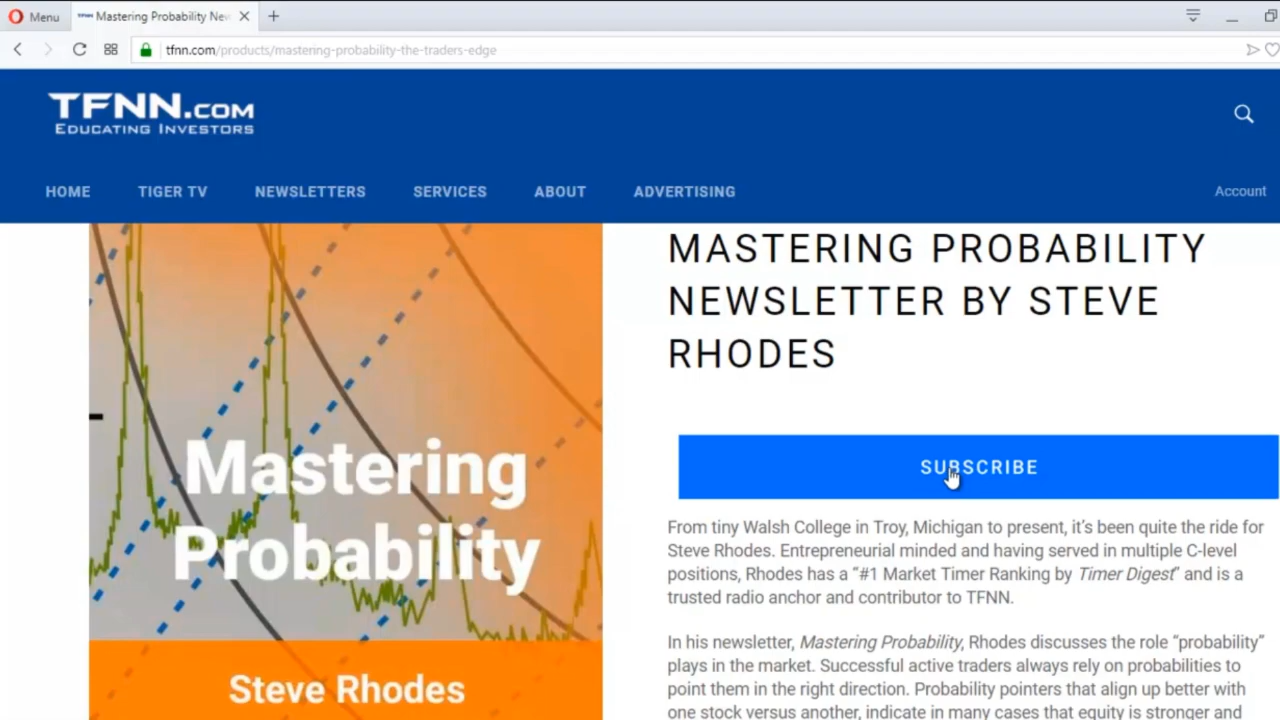 Menu
Mastering Probability New
tfnn.com/products/mastering-probability-the-traders-edge
TFNN.COM
EDUCATING INVESTORS
HOME TIGER TV NEWSLETTERS SERVICES ABOUT ADVERTISING Account
Mastering
Probability
Steve Rhodes
MASTERING PROBABILITY
NEWSLETTER BY STEVE
RHODES
SUBSCRIBE
From tiny Walsh College in Troy, Michigan to present, it's been quite the ride for
Steve Rhodes. Entrepreneurial minded and having served in multiple C-level
positions, Rhodes has a “#1 Market Timer Ranking by Timer Digest” and is a
trusted radio anchor and contributor to TFNN.
In his newsletter, Mastering Probability, Rhodes discusses the role “probability”
plays in the market. Successful active traders always rely on probabilities to
point them in the right direction. Probability pointers that align up better with
one stock versus another, indicate in many cases that equity is stronger and